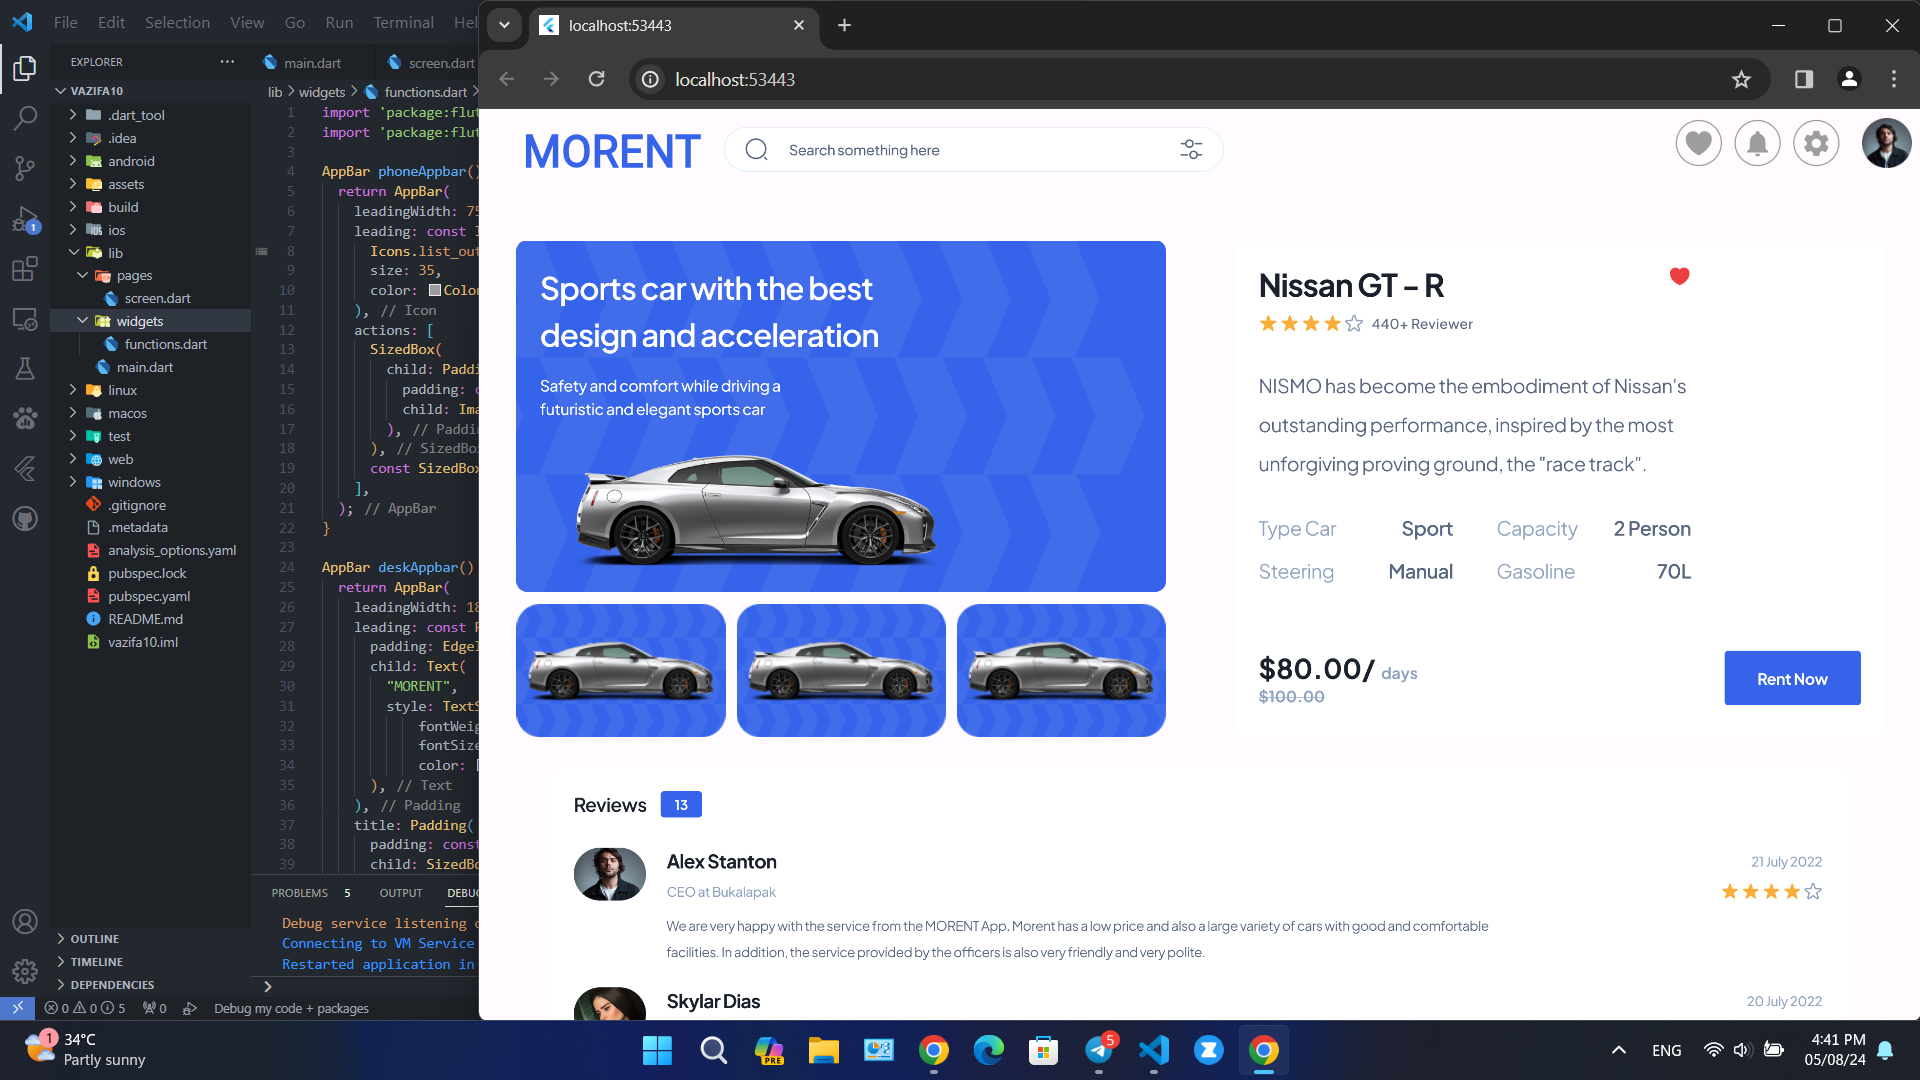 File Edit Selection View Go Run Terminal
EXPLORER
VAZIFA10
.dart_tool
.idea
android
assets
build
ios
lib
pages
screen.dart
widgets
functions.dart
main.dart
linux
macos
test
web
windows
.gitignore
.metadata
analysis_options.yaml
pubspec.lock
pubspec.yaml
README.md
vazifa10.iml
OUTLINE
TIMELINE
DEPENDENCIES
main.dart screen.dart
lib > widgets > functions.dart >
1 import 'package:flut
2 import 'package:flut
3
4 AppBar phoneAppbar()
5 return AppBar(
6 leadingWidth: 75
7 leading: const I
8 Icons.list_out
9 size: 35,
10 color: Color
11 ), // Icon
12 actions: [
13 SizedBox(
14 child: Paddi
15 padding: c
16 child: Ima
17 ), // Paddin
18 ), // SizedBox
19 const SizedBox
20 ],
21 ); // AppBar
22 }
23
24 AppBar deskAppbar()
25 return AppBar(
26 leadingWidth: 18
27 leading: const P
28 padding: EdgeI
29 child: Text(
30 "MORENT",
31 style: TextS
32 fontWeig
33 fontSize
34 color: [
35 ), // Text
36 ), // Padding
37 title: Padding(
38 padding: const
39 child: SizedBo
PROBLEMS 5 OUTPUT DEBU
Debug service listening
Connecting to VM Service
Restarted application in
>
1
0 0 5 0 Debug my code + packages
localhost:53443
localhost:53443
MORENT
Search something here
Sports car with the best
design and acceleration
Safety and comfort while driving a
futuristic and elegant sports car
Nissan GT – R
440+ Reviewer
NISMO has become the embodiment of Nissan's
outstanding performance, inspired by the most
unforgiving proving ground, the "race track".
Type Car Sport Capacity 2 Person
Steering Manual Gasoline 70L
$80.00/ days
$100.00
Rent Now
Reviews 13
Alex Stanton
21 July 2022
CEO at Bukalapak
We are very happy with the service from the MORENT App. Morent has a low price and also a large variety of cars with good and comfortable
facilities. In addition, the service provided by the officers is also very friendly and very polite.
Skylar Dias
20 July 2022
1
34°C
Partly sunny
PRE
5
ENG
4:41 PM
05/08/24